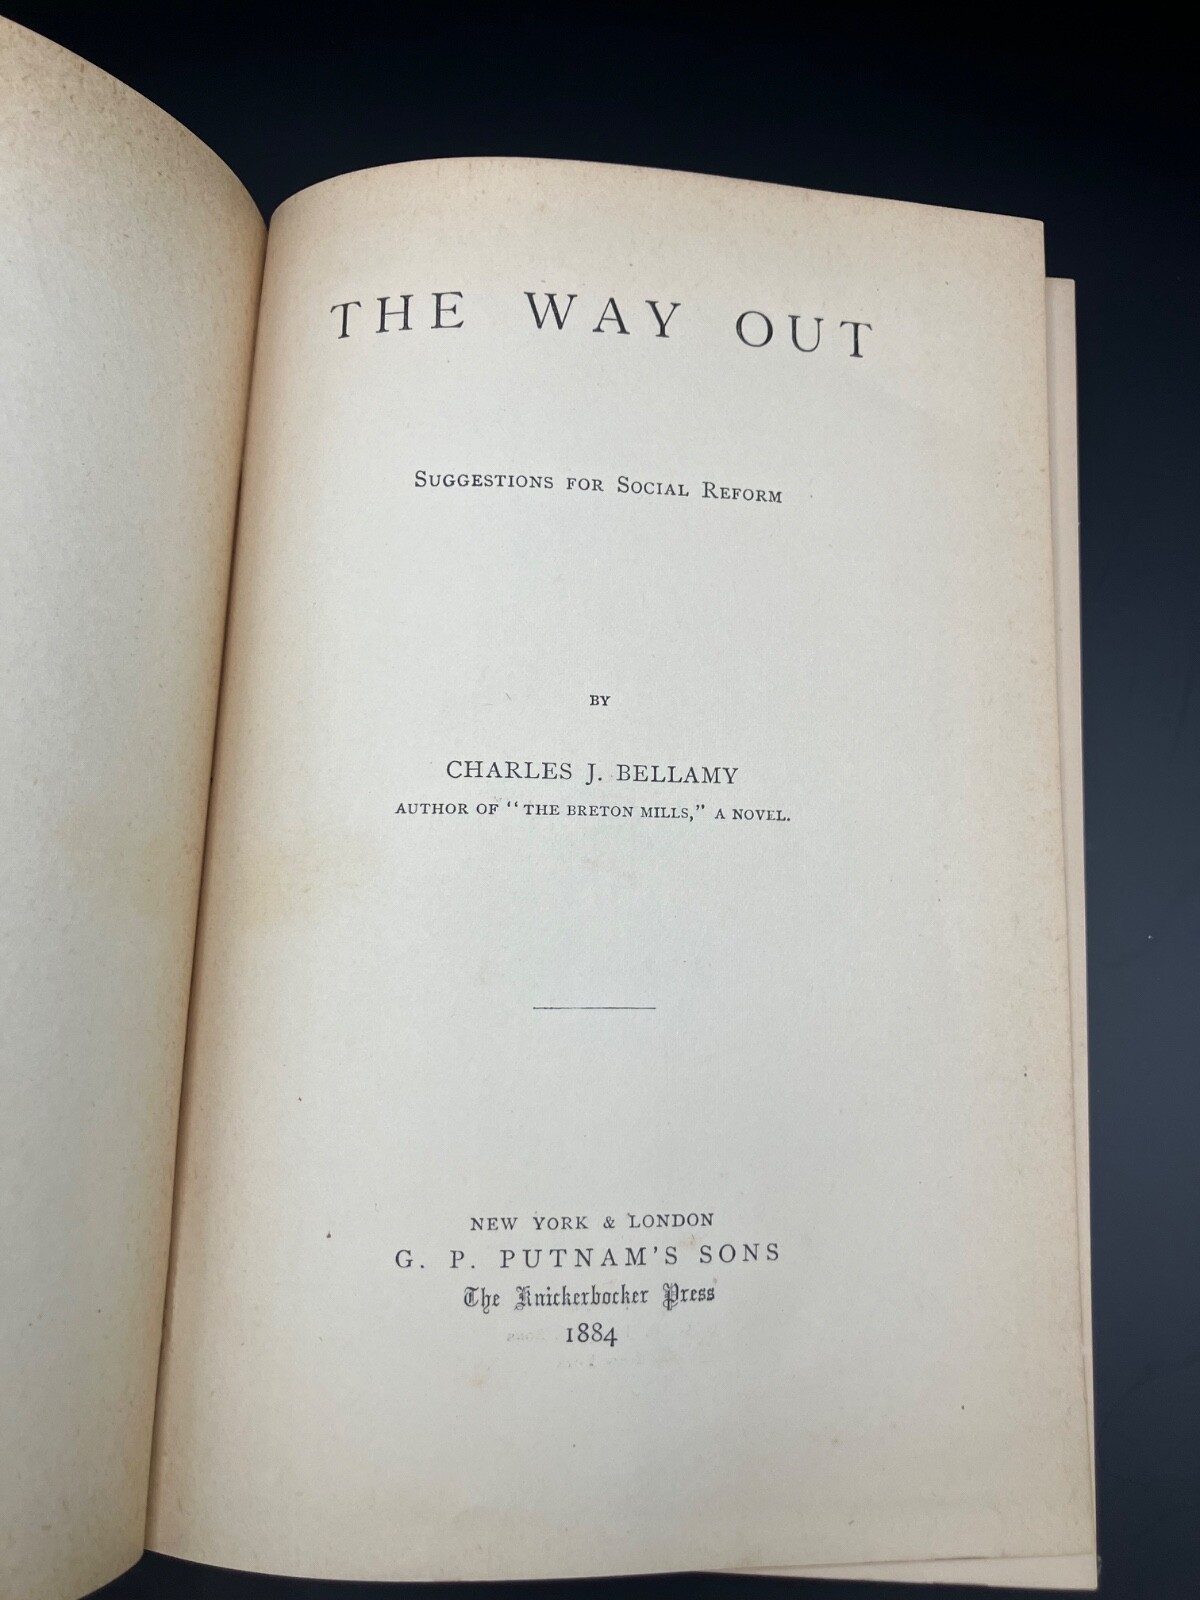 THE WAY OUT
SUGGESTIONS FOR SOCIAL REFORM
BY
CHARLES J. BELLAMY
AUTHOR OF “THE BRETON MILLS,” A NOVEL.
NEW YORK & LONDON
G. P. PUTNAM'S SONS
The Knickerbocker Press
1884